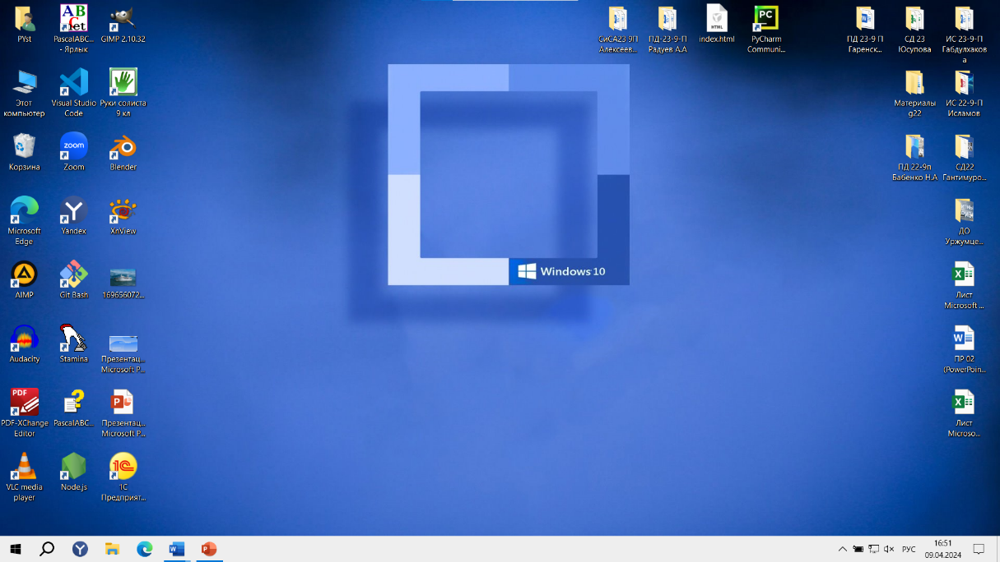 PYst
PascalABC...
- Ярлык
GIMP 2.10.32
СиСА23 9П
Алексеев...
ПД-23-9-П
Радуев А.А
HTML
index.html
PC
PyCharm
Communi...
ПД 23-9 П
Гаренск...
СД 23
Юсупова
ИС 23-9-П
Габдулхаков
а
Этот
компьютер
Visual Studio
Code
Руки солиста
9 кл
Материалы
g22
ИС 22-9-П
Исламов
Корзина
zoom
Zoom
Blender
ПД 22-9п
Бабенко Н.А
СД22
Гантимуро...
Microsoft
Edge
Yandex
XnView
ДО
Уржумце...
AIMP
Git Bash
169656072...
Windows 10
Лист
Microsoft ...
Audacity
Stamina
Презентац...
Microsoft P...
ПР 02
(PowerPoin...
PDF
PDF-XChange
Editor
PascalABC...
Презентац...
Microsoft P...
Лист
Microso...
VLC media
player
Node.js
1C
1С
Предприят...
РУС
16:51
09.04.2024